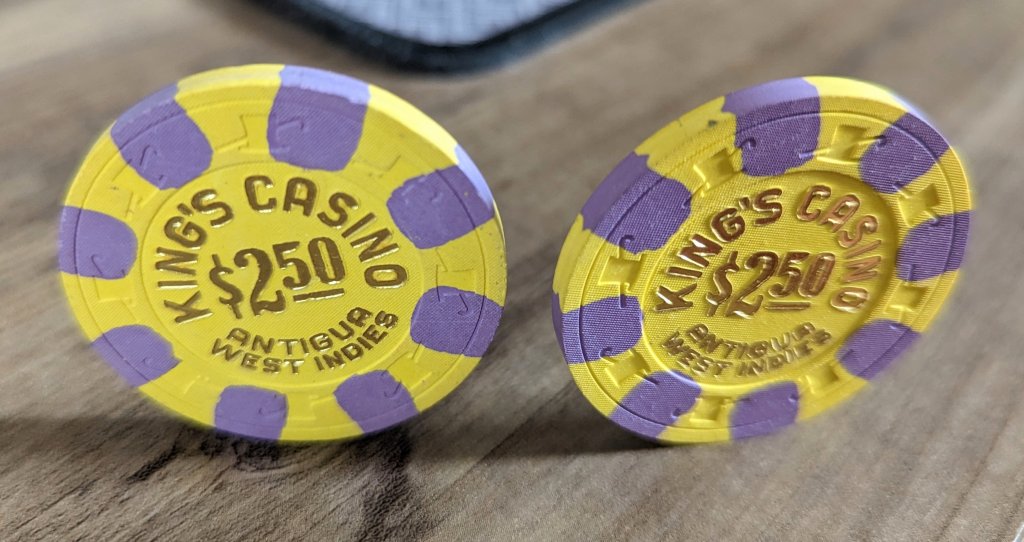 KING'S CASINO
$2.50
ANTIGUA
WEST INDIES
KING'S CASINO
$2.50
ANTIGUA
WEST INDIES